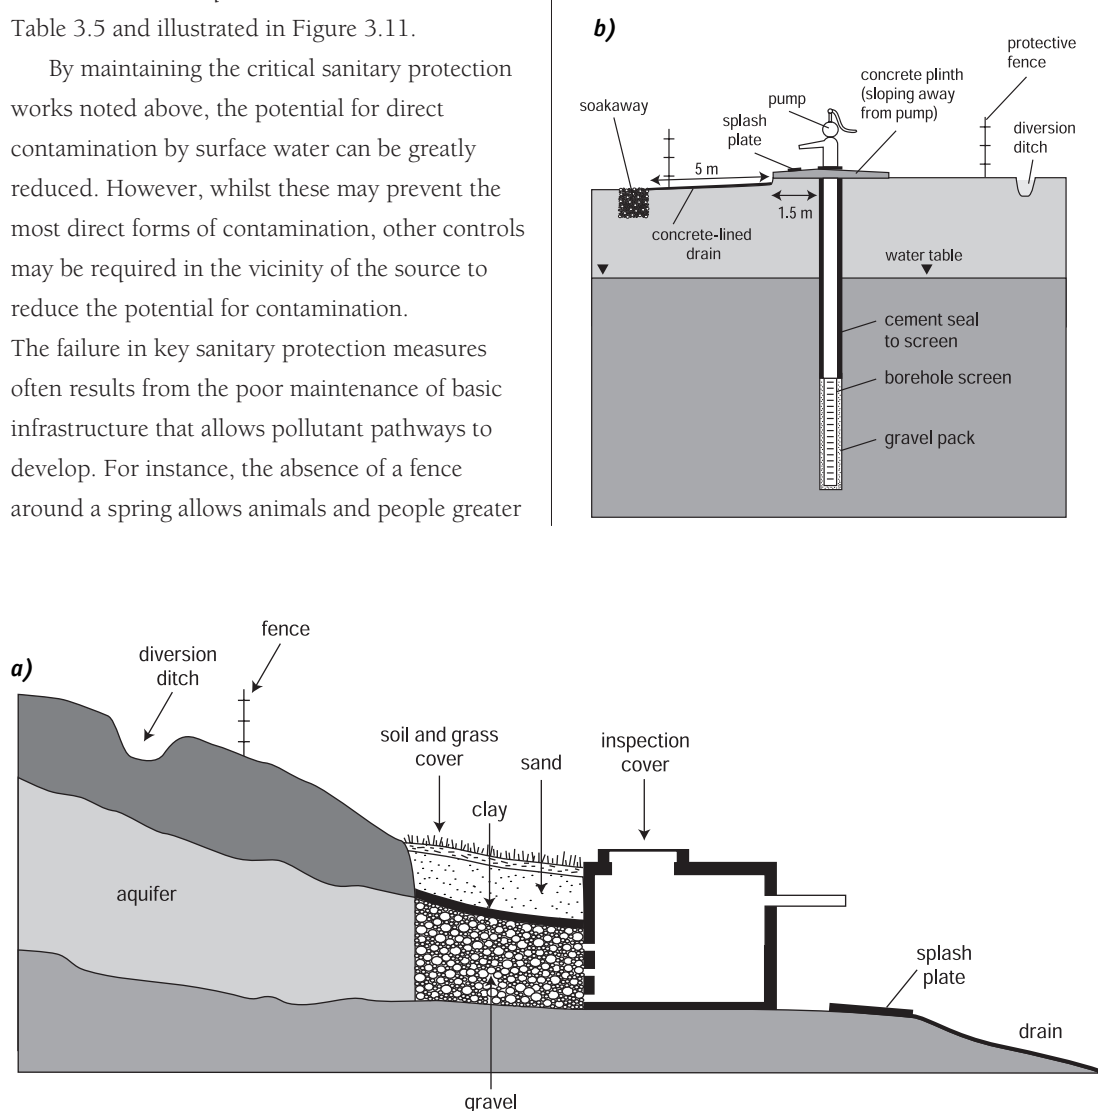 Table 3.5 and illustrated in Figure 3.11.
By maintaining the critical sanitary protection
works noted above, the potential for direct
contamination by surface water can be greatly
reduced. However, whilst these may prevent the
most direct forms of contamination, other controls
may be required in the vicinity of the source to
reduce the potential for contamination.
The failure in key sanitary protection measures
often results from the poor maintenance of basic
infrastructure that allows pollutant pathways to
develop. For instance, the absence of a fence
around a spring allows animals and people greater
b)
protective
fence
concrete plinth
(sloping away
from pump)
pump
soakaway
splash
plate
diversion
ditch
5 m
1.5 m
concrete-lined
drain
water table
cement seal
to screen
borehole screen
gravel pack
a)
fence
diversion
ditch
soil and grass
cover
sand
inspection
cover
clay
aquifer
splash
plate
drain
gravel